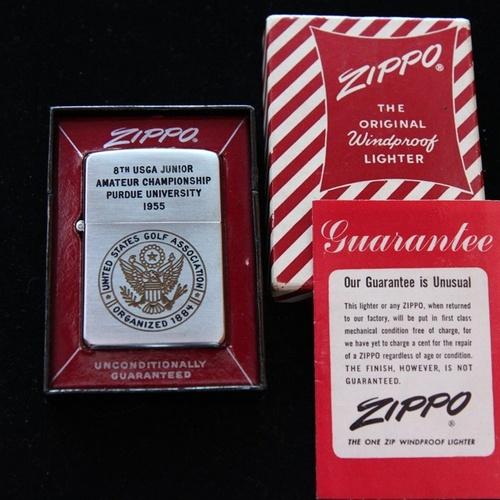 ZIPPO®
THE
ORIGINAL
Windproof
LIGHTER
ZIPPO®
8TH USGA JUNIOR
AMATEUR CHAMPIONSHIP
PURDUE UNIVERSITY
1955
UNITED STATES GOLF ASSOCIATION
ORGANIZED 1894
UNCONDITIONALLY
GUARANTEED
Guarantee
Our Guarantee is Unusual
This lighter or any ZIPPO, when returned
to our factory, will be put in first class
mechanical condition free of charge, for
we have yet to charge a cent for the repair
of a ZIPPO regardless of age or condition.
THE FINISH, HOWEVER, IS NOT
GUARANTEED.
ZIPPO®
THE ONE ZIP WINDPROOF LIGHTER